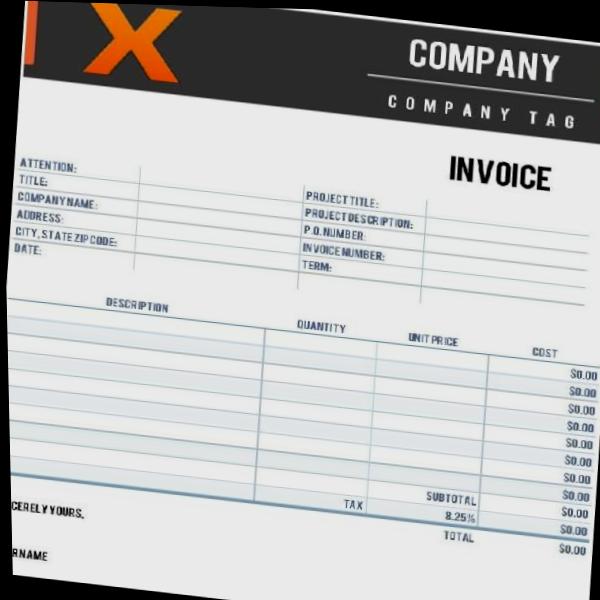 X
COMPANY
COMPANY TAG
INVOICE
ATTENTION:
TITLE:
COMPANY NAME:
ADDRESS:
CITY, STATE ZIP CODE:
DATE:
PROJECT TITLE:
PROJECT DESCRIPTION:
P.O. NUMBER:
INVOICE NUMBER:
TERM:
DESCRIPTION QUANTITY UNIT PRICE COST
$0.00
$0.00
$0.00
$0.00
$0.00
$0.00
$0.00
SUBTOTAL $0.00
TAX 8.25% $0.00
$0.00
TOTAL $0.00
CERELY YOURS,
RNAME